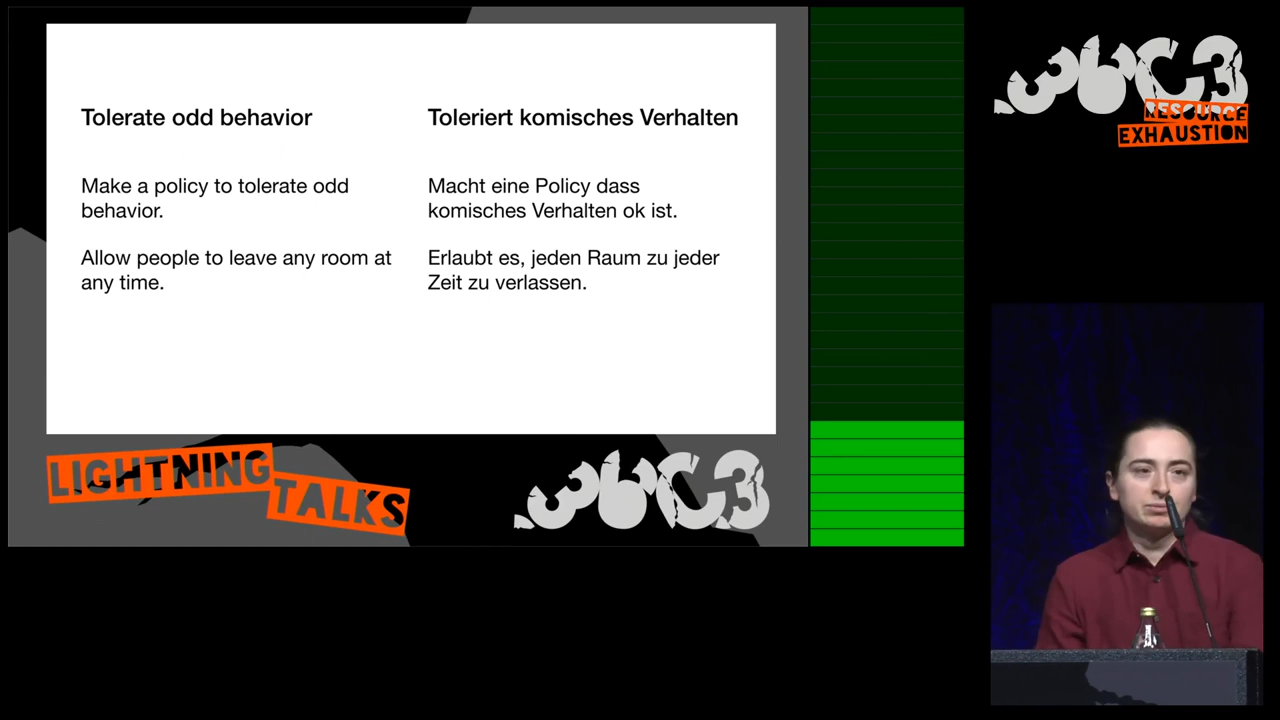 Tolerate odd behavior
Make a policy to tolerate odd
behavior.
Allow people to leave any room at
any time.
Toleriert komisches Verhalten
Macht eine Policy dass
komisches Verhalten ok ist.
Erlaubt es, jeden Raum zu jeder
Zeit zu verlassen.
LIGHTNING
TALKS
36C3
36C3
RESOURCE
EXHAUSTION